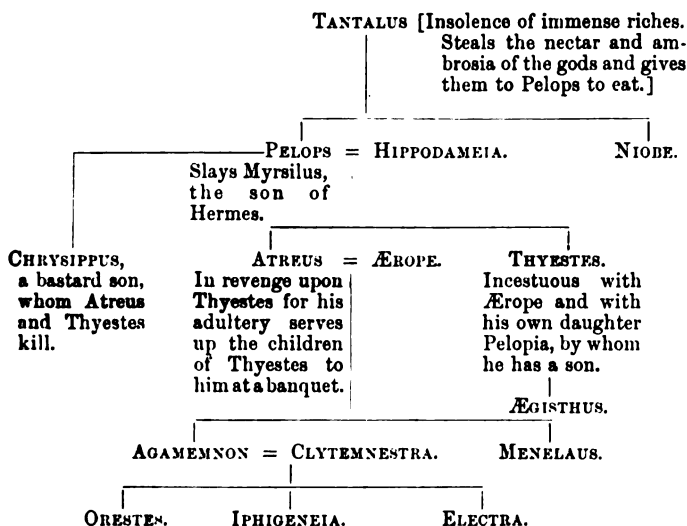 TANTALUS [Insolence of immense riches.
Steals the nectar and am-
brosia of the gods and gives
them to Pelops to eat.]
PELOPS = HIPPODAMEIA. NIOBE.
Slays Myrsilus,
the son of
Hermes.
CHRYSIPPUS,
a bastard son,
whom Atreus
and Thyestes
kill.
ATREUS = ÆROPE.
In revenge upon
Thyestes for his
adultery serves
up the children
of Thyestes to
him at a banquet.
THYESTES.
Incestuous with
Ærope and with
his own daughter
Pelopia, by whom
he has a son.
ÆGISTHUS.
AGAMEMNON = CLYTEMNESTRA. MENELAUS.
ORESTES. IPHIGENEIA. ELECTRA.